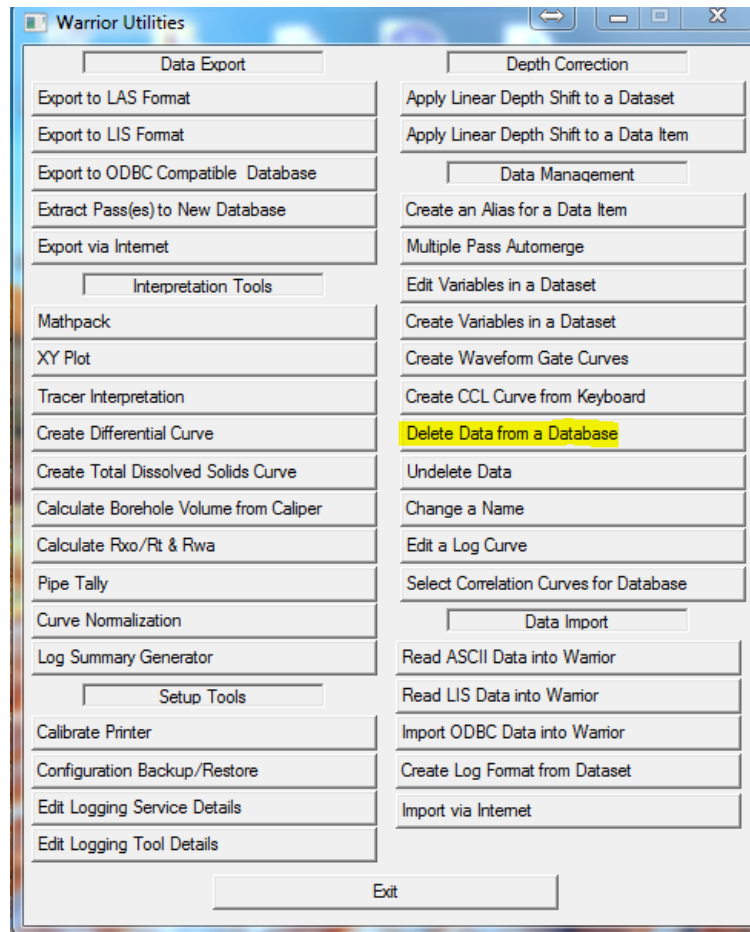 Warrior Utilities
Data Export
Export to LAS Format
Export to LIS Format
Export to ODBC Compatible  Database
Extract Pass(es) to New Database
Export via Internet
Interpretation Tools
Mathpack
XY Plot
Tracer Interpretation
Create Differential Curve
Create Total Dissolved Solids Curve
Calculate Borehole Volume from Caliper
Calculate Rxo/Rt & Rwa
Pipe Tally
Curve Normalization
Log Summary Generator
Setup Tools
Calibrate Printer
Configuration Backup/Restore
Edit Logging Service Details
Edit Logging Tool Details
Depth Correction
Apply Linear Depth Shift to a Dataset
Apply Linear Depth Shift to a Data Item
Data Management
Create an Alias for a Data Item
Multiple Pass Automerge
Edit Variables in a Dataset
Create Variables in a Dataset
Create Waveform Gate Curves
Create CCL Curve from Keyboard
Delete Data from a Database
Undelete Data
Change a Name
Edit a Log Curve
Select Correlation Curves for Database
Data Import
Read ASCII Data into Warrior
Read LIS Data into Warrior
Import ODBC Data into Warrior
Create Log Format from Dataset
Import via Internet
Exit